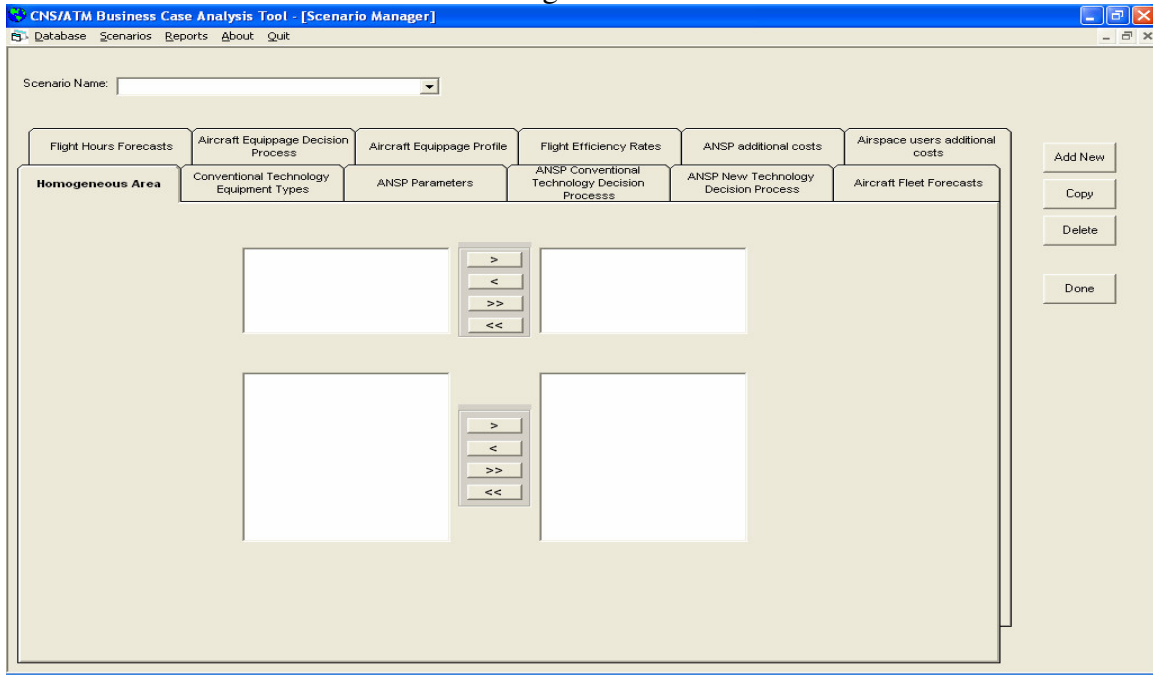 CNS/ATM Business Case Analysis Tool - [Scenario Manager]
Database Scenarios Reports About Quit
Scenario Name:
Flight Hours Forecasts
Aircraft Equippage Decision
Process
Aircraft Equippage Profile
Flight Efficiency Rates
ANSP additional costs
Airspace users additional
costs
Homogeneous Area
Conventional Technology
Equipment Types
ANSP Parameters
ANSP Conventional
Technology Decision
Processs
ANSP New Technology
Decision Process
Aircraft Fleet Forecasts
Add New
Copy
Delete
Done
>
<
>>
<<
>
<
>>
<<